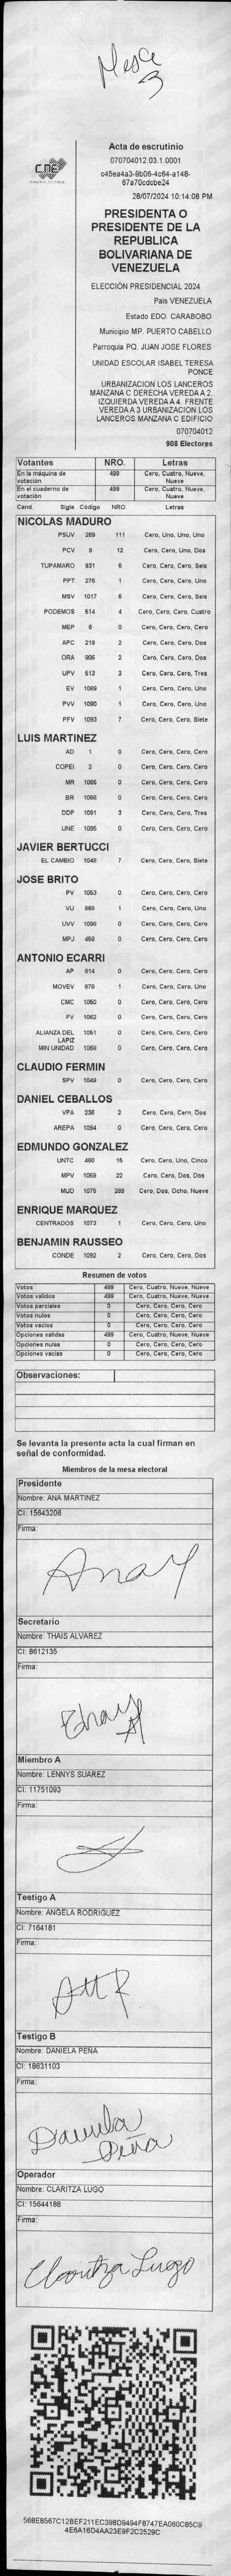 Mesa
3
CNE
Acta de escrutinio
070704012.03.1.0001
c45ea4a3-9b06-4c64-a148-
67a70cdcbe24
28/07/2024 10:14:08 PM
PRESIDENTA O
PRESIDENTE DE LA
REPUBLICA
BOLIVARIANA DE
VENEZUELA
ELECCIÓN PRESIDENCIAL 2024
Pais VENEZUELA
Estado EDO. CARABOBO
Municipio MP. PUERTO CABELLO
Parroquia PQ. JUAN JOSE FLORES
UNIDAD ESCOLAR ISABEL TERESA
PONCE
URBANIZACION LOS LANCEROS
MANZANA C DERECHA VEREDA A 2.
IZQUIERDA VEREDA A 4. FRENTE
VEREDA A 3 URBANIZACION LOS
LANCEROS MANZANA C EDIFICIO
070704012
908 Electores
Votantes NRO. Letras
En la máquina de votación 499 Cero, Cuatro, Nueve, Nueve
En el cuaderno de votación 499 Cero, Cuatro, Nueve, Nueve
Cand. Sigla Código NRO. Letras
NICOLAS MADURO
PSUV 269 111 Cero, Uno, Uno, Uno
PCV 9 12 Cero, Cero, Uno, Dos
TUPAMARO 931 6 Cero, Cero, Cero, Seis
PPT 276 1 Cero, Cero, Cero, Uno
MSV 1017 6 Cero, Cero, Cero, Seis
PODEMOS 514 4 Cero, Cero, Cero, Cuatro
MEP 6 0 Cero, Cero, Cero, Cero
APC 219 2 Cero, Cero, Cero, Dos
ORA 906 2 Cero, Cero, Cero, Dos
UPV 513 3 Cero, Cero, Cero, Tres
EV 1089 1 Cero, Cero, Cero, Uno
PVV 1090 1 Cero, Cero, Cero, Uno
PFV 1093 7 Cero, Cero, Cero, Siete
LUIS MARTINEZ
AD 1 0 Cero, Cero, Cero, Cero
COPEI 2 0 Cero, Cero, Cero, Cero
MR 1065 0 Cero, Cero, Cero, Cero
BR 1066 0 Cero, Cero, Cero, Cero
DDP 1091 3 Cero, Cero, Cero, Tres
UNE 1095 0 Cero, Cero, Cero, Cero
JAVIER BERTUCCI
EL CAMBIO 1048 7 Cero, Cero, Cero, Siete
JOSE BRITO
PV 1053 0 Cero, Cero, Cero, Cero
VU 869 1 Cero, Cero, Cero, Uno
UVV 1096 0 Cero, Cero, Cero, Cero
MPJ 458 0 Cero, Cero, Cero, Cero
ANTONIO ECARRI
AP 814 0 Cero, Cero, Cero, Cero
MOVEV 978 1 Cero, Cero, Cero, Uno
CMC 1050 0 Cero, Cero, Cero, Cero
FV 1062 0 Cero, Cero, Cero, Cero
ALIANZA DEL LAPIZ 1051 0 Cero, Cero, Cero, Cero
MIN UNIDAD 1069 0 Cero, Cero, Cero, Cero
CLAUDIO FERMIN
SPV 1049 0 Cero, Cero, Cero, Cero
DANIEL CEBALLOS
VPA 236 2 Cero, Cero, Cero, Dos
AREPA 1094 0 Cero, Cero, Cero, Cero
EDMUNDO GONZALEZ
UNTC 460 15 Cero, Cero, Uno, Cinco
MPV 1069 22 Cero, Cero, Dos, Dos
MUD 1075 289 Cero, Dos, Ocho, Nueve
ENRIQUE MARQUEZ
CENTRADOS 1073 1 Cero, Cero, Cero, Uno
BENJAMIN RAUSSEO
CONDE 1092 2 Cero, Cero, Cero, Dos
Resumen de votos
Votos 499 Cero, Cuatro, Nueve, Nueve
Votos validos 499 Cero, Cuatro, Nueve, Nueve
Votos parciales 0 Cero, Cero, Cero, Cero
Votos nulos 0 Cero, Cero, Cero, Cero
Votos vacios 0 Cero, Cero, Cero, Cero
Opciones validas 499 Cero, Cuatro, Nueve, Nueve
Opciones nulas 0 Cero, Cero, Cero, Cero
Opciones vacias 0 Cero, Cero, Cero, Cero
Observaciones:
Se levanta la presente acta la cual firman en
señal de conformidad.
Miembros de la mesa electoral
Presidente
Nombre: ANA MARTINEZ
CI: 15643206
Firma:
Anay
Secretario
Nombre: THAIS ALVAREZ
CI: 8612135
Firma:
Miembro A
Nombre: LENNYS SUAREZ
CI: 11751093
Firma:
Testigo A
Nombre: ANGELA RODRIGUEZ
CI: 7164181
Firma:
Testigo B
Nombre: DANIELA PEÑA
CI: 18631103
Firma:
Daniela
Peña
Operador
Nombre: CLARITZA LUGO
CI: 15644188
Firma:
Claritza Lugo
568E8567C12BEF211EC398D9494F8747EA060C85C9
4E6A16D4AA23E9F2C2529C